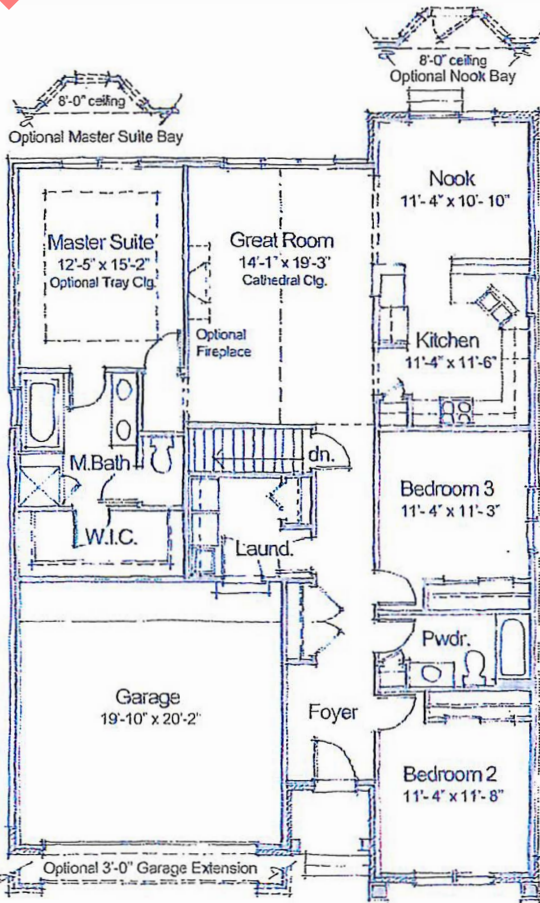 8'-0" ceiling
Optional Nook Bay
8'-0" ceiling
Optional Master Suite Bay
Nook
11'- 4" x 10'- 10"
Master Suite
12'-5" x 15'-2"
Optional Tray Clg.
Great Room
14'-1" x 19'-3"
Cathedral Clg.
Optional
Fireplace
Kitchen
11'-4" x 11'-6"
dn.
M.Bath
Bedroom 3
11'- 4" x 11'- 3"
W.I.C.
Laund.
Pwdr.
Garage
19'-10" x 20'-2"
Foyer
Bedroom 2
11'- 4" x 11'- 8"
Optional 3'-0" Garage Extension